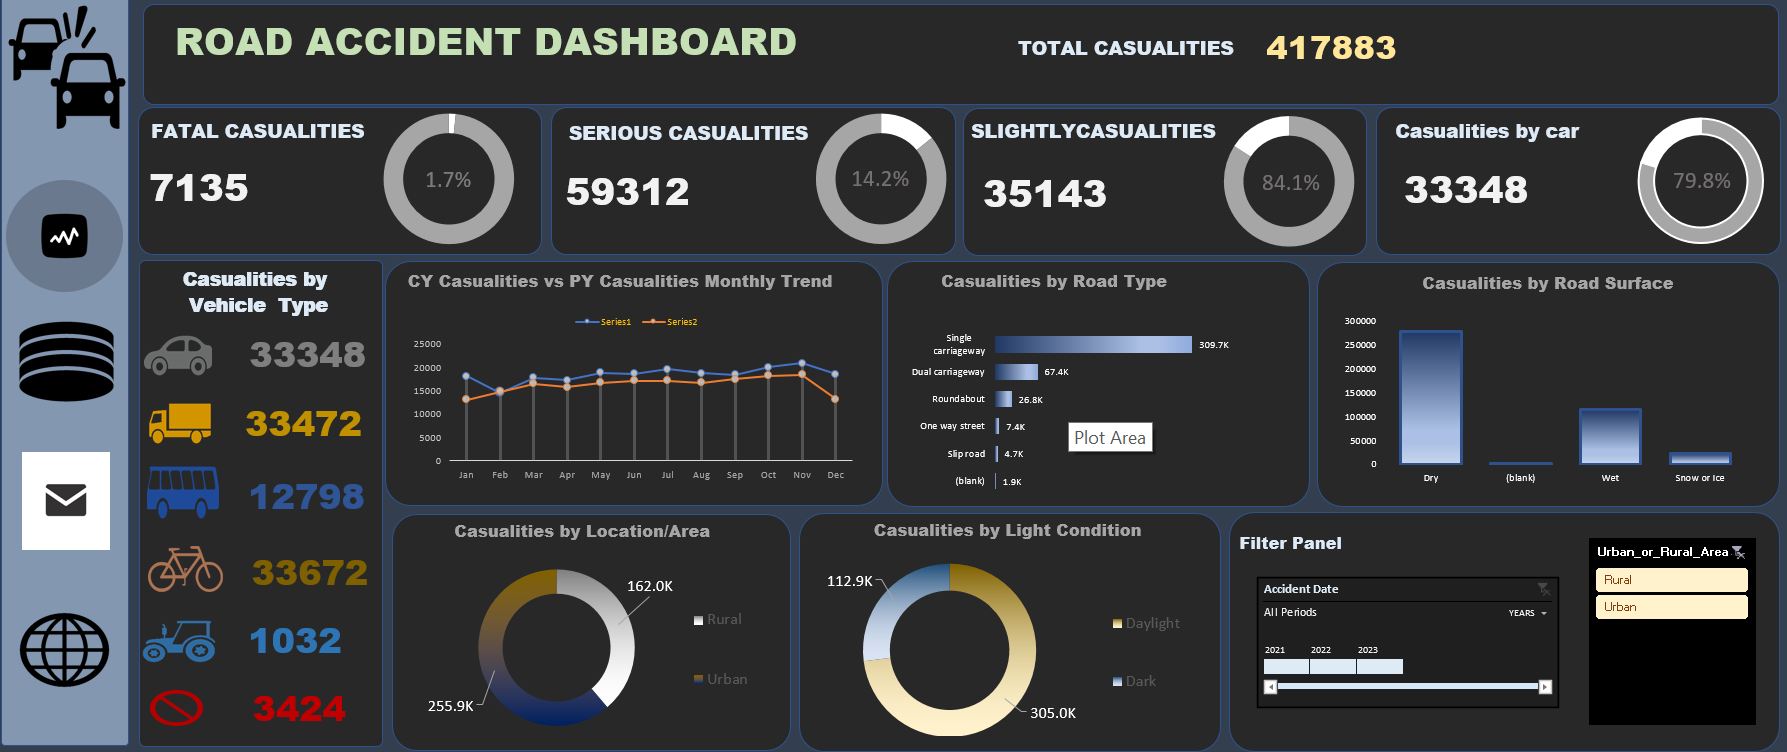 ROAD ACCIDENT DASHBOARD
TOTAL CASUALITIES 417883
FATAL CASUALITIES
7135
1.7%
SERIOUS CASUALITIES
59312
14.2%
SLIGHTLYCASUALITIES
35143
84.1%
Casualities by car
33348
79.8%
Casualities by
Vehicle Type
33348
33472
12798
33672
1032
3424
CY Casualities vs PY Casualities Monthly Trend
Series1 Series2
25000
20000
15000
10000
5000
0
Jan Feb Mar Apr May Jun Jul Aug Sep Oct Nov Dec
Casualities by Road Type
Single
carriageway 309.7K
Dual carriageway 67.4K
Roundabout 26.8K
One way street 7.4K
Slip road 4.7K
(blank) 1.9K
Plot Area
Casualities by Road Surface
300000
250000
200000
150000
100000
50000
0
Dry (blank) Wet Snow or Ice
Casualities by Location/Area
162.0K
255.9K
Rural
Urban
Casualities by Light Condition
112.9K
305.0K
Daylight
Dark
Filter Panel
Accident Date
All Periods YEARS
2021 2022 2023
Urban_or_Rural_Area
Rural
Urban